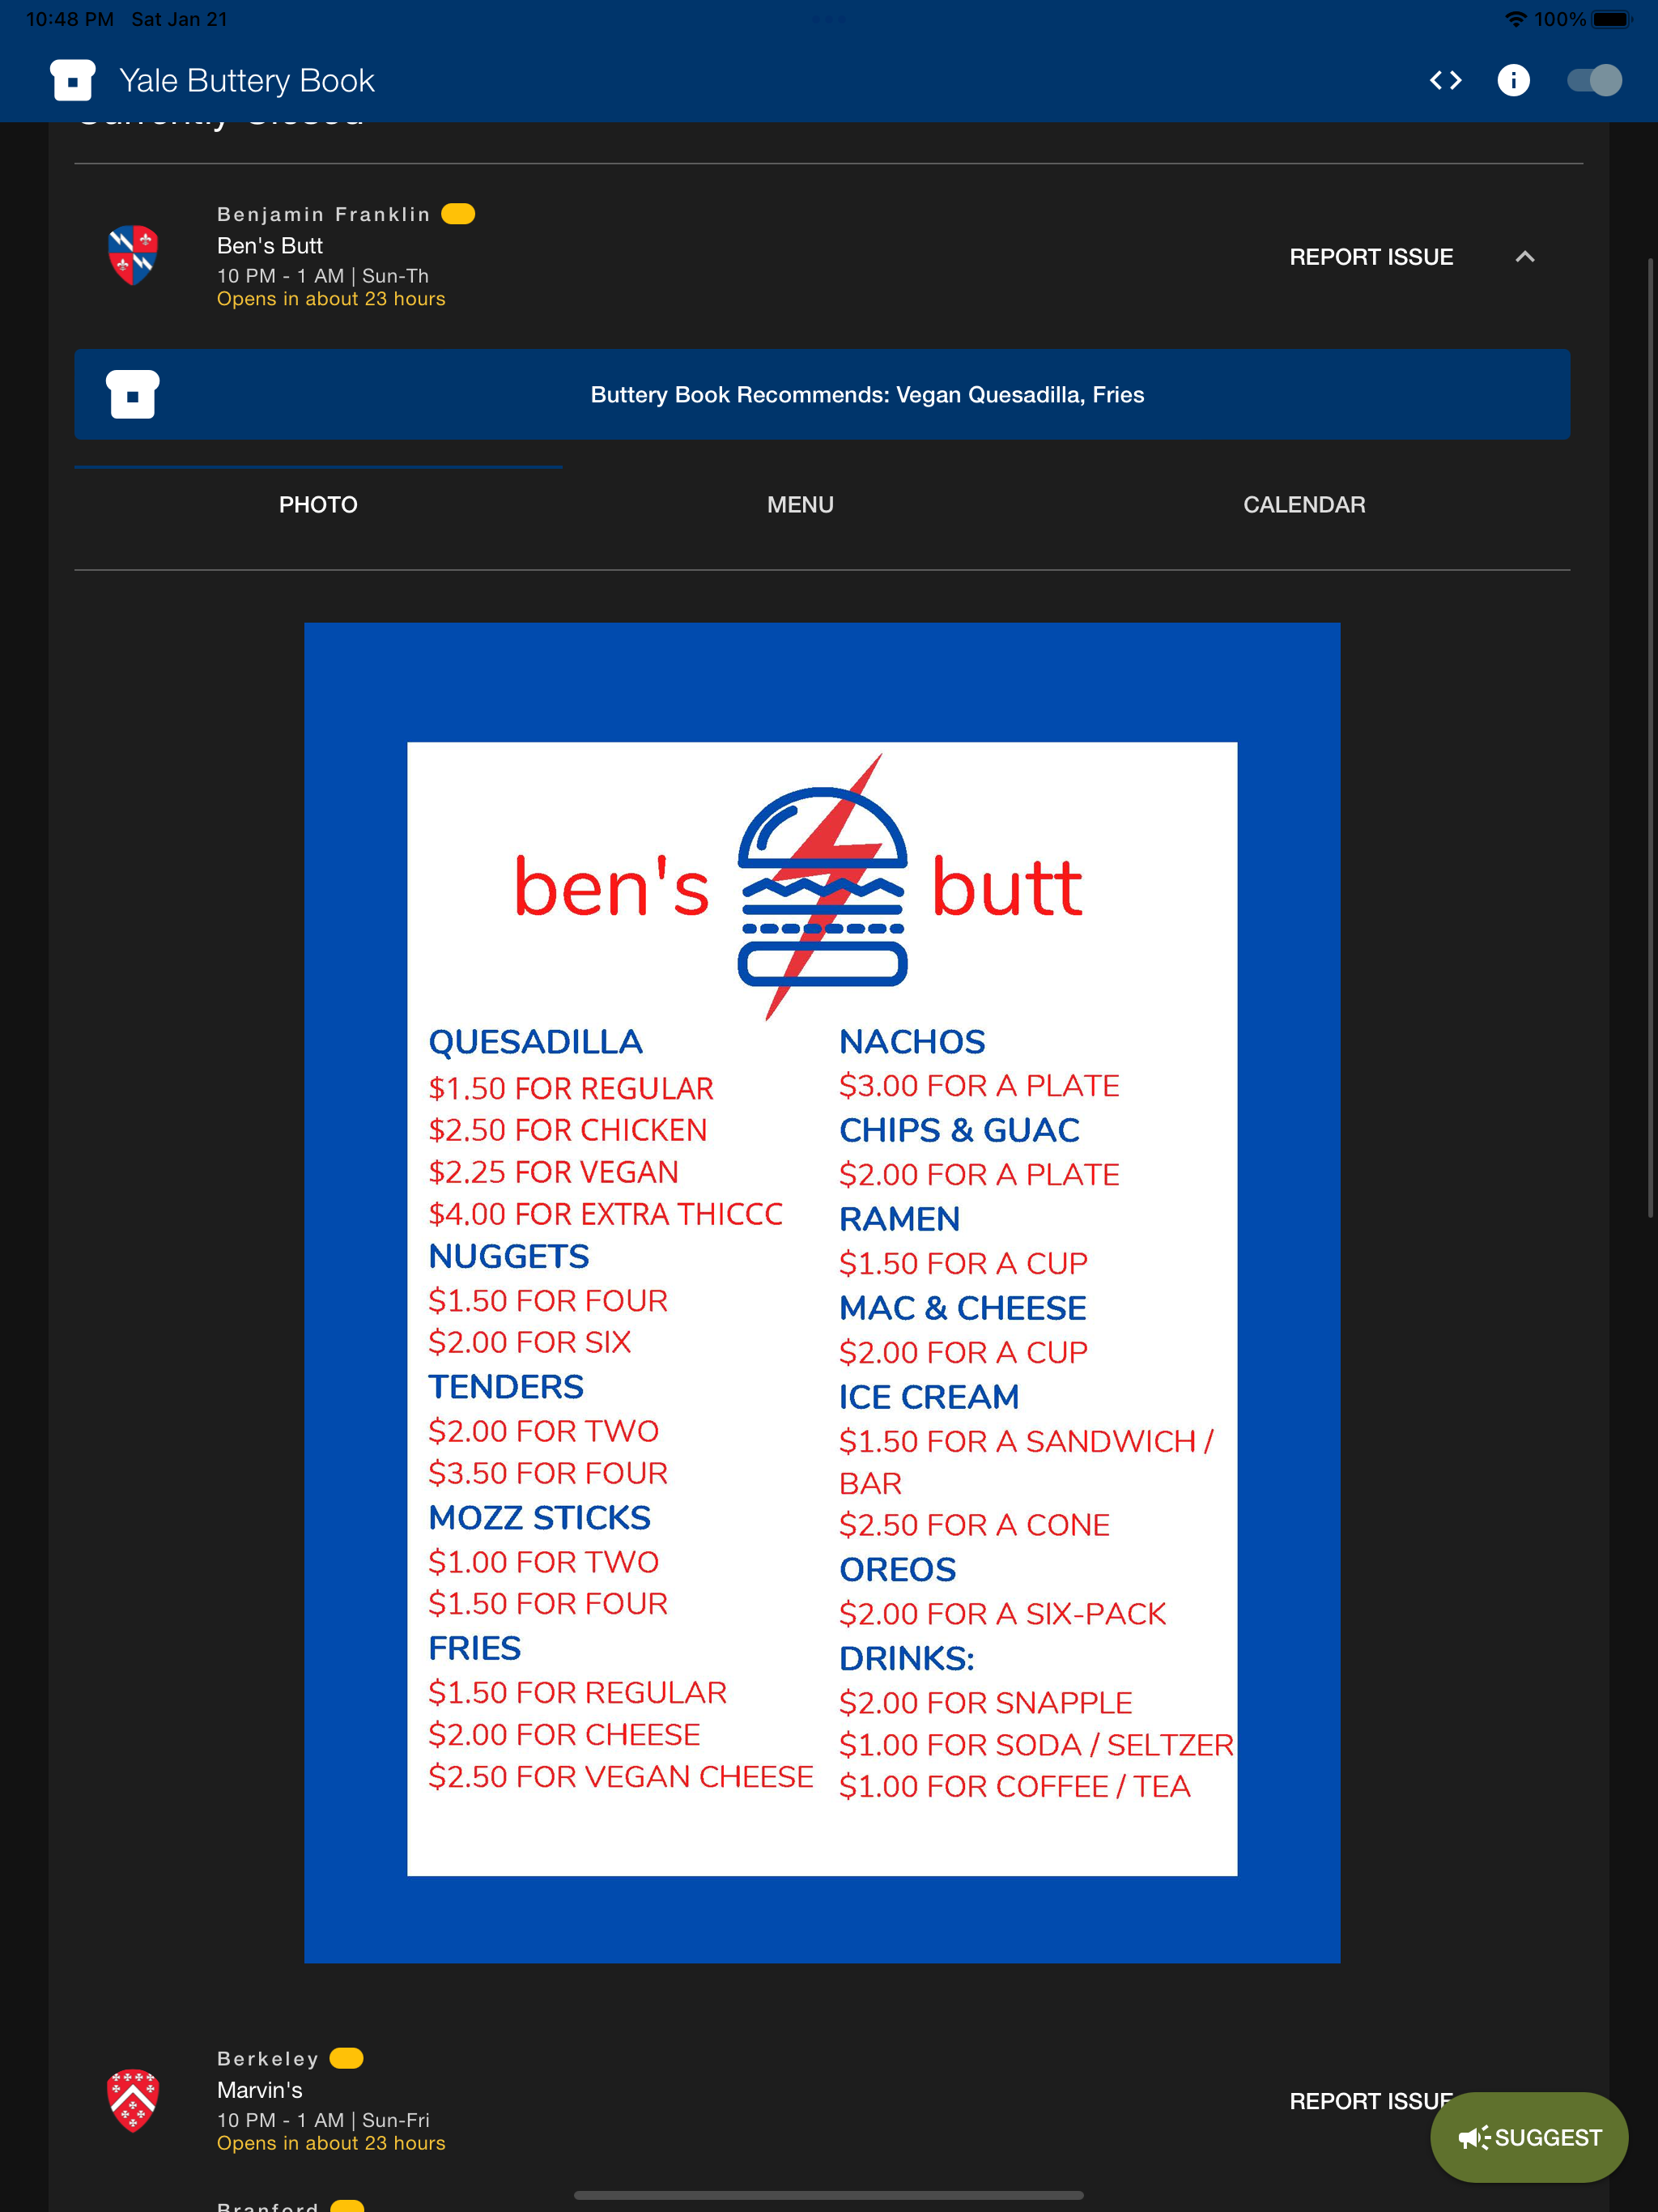 10:48 PM Sat Jan 21
100%
Yale Buttery Book
Currently Closed
Benjamin Franklin
Ben's Butt
10 PM - 1 AM | Sun-Th
Opens in about 23 hours
REPORT ISSUE
Buttery Book Recommends: Vegan Quesadilla, Fries
PHOTO
MENU
CALENDAR
ben's butt
QUESADILLA
$1.50 FOR REGULAR
$2.50 FOR CHICKEN
$2.25 FOR VEGAN
$4.00 FOR EXTRA THICCC
NUGGETS
$1.50 FOR FOUR
$2.00 FOR SIX
TENDERS
$2.00 FOR TWO
$3.50 FOR FOUR
MOZZ STICKS
$1.00 FOR TWO
$1.50 FOR FOUR
FRIES
$1.50 FOR REGULAR
$2.00 FOR CHEESE
$2.50 FOR VEGAN CHEESE
NACHOS
$3.00 FOR A PLATE
CHIPS & GUAC
$2.00 FOR A PLATE
RAMEN
$1.50 FOR A CUP
MAC & CHEESE
$2.00 FOR A CUP
ICE CREAM
$1.50 FOR A SANDWICH /
BAR
$2.50 FOR A CONE
OREOS
$2.00 FOR A SIX-PACK
DRINKS:
$2.00 FOR SNAPPLE
$1.00 FOR SODA / SELTZER
$1.00 FOR COFFEE / TEA
Berkeley
Marvin's
10 PM - 1 AM | Sun-Fri
Opens in about 23 hours
REPORT ISSUE
SUGGEST
Branford